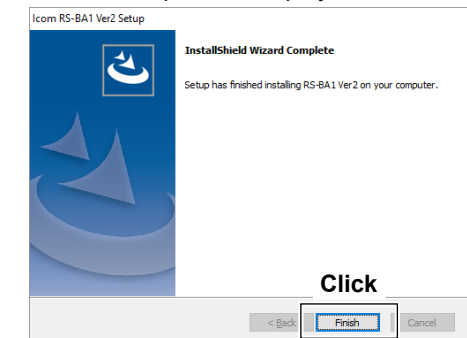 Icom RS-BA1 Ver2 Setup
InstallShield Wizard Complete
Setup has finished installing RS-BA1 Ver2 on your computer.
Click
< Back Finish Cancel